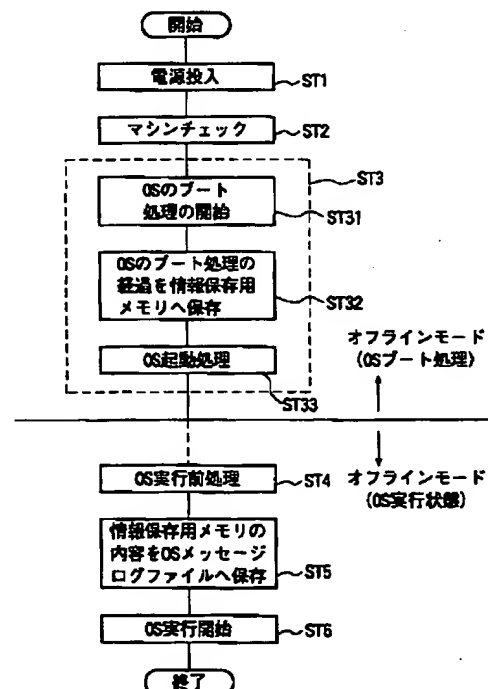 開始
電源投入
ST1
マシンチェック
ST2
ST3
OSのブート
処理の開始
ST31
OSのブート処理の
経過を情報保存用
メモリへ保存
ST32
OS起動処理
ST33
オフラインモード
(OSブート処理)
オフラインモード
(OS実行状態)
OS実行前処理
ST4
情報保存用メモリの
内容をOSメッセージ
ログファイルへ保存
ST5
OS実行開始
ST6
終了